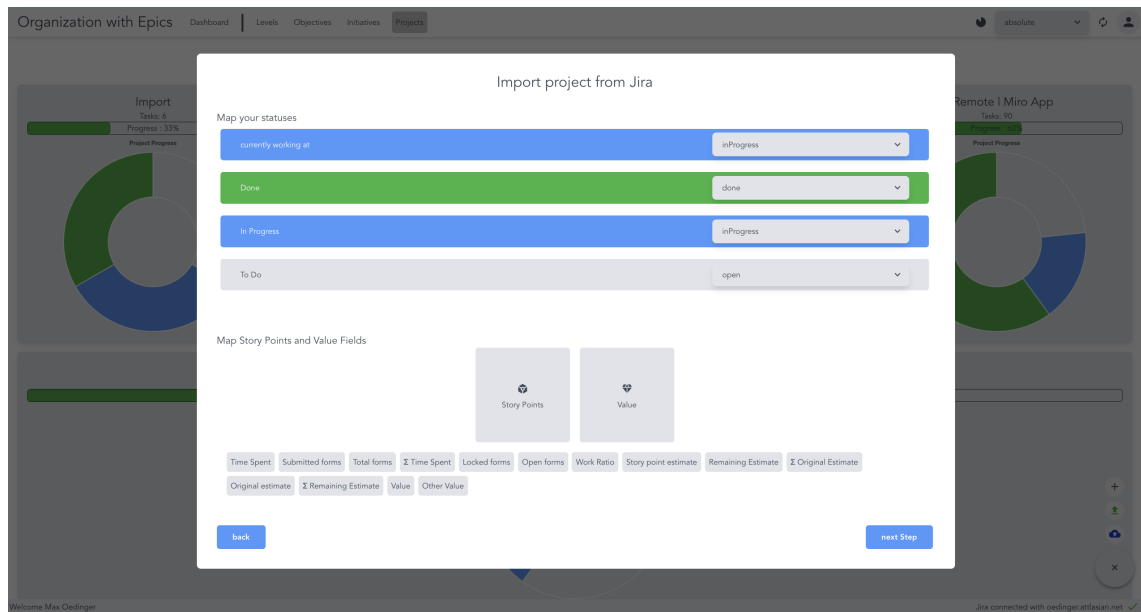 Organization with Epics Dashboard Levels Objectives Initiatives Projects absolute
Import project from Jira
Import
Tasks: 6
Progress : 33%
Project Progress
Remote | Miro App
Tasks: 90
Project Progress
Map your statuses
currently working at inProgress
Done done
In Progress inProgress
To Do open
Map Story Points and Value Fields
Story Points Value
Time Spent Submitted forms Total forms Σ Time Spent Locked forms Open forms Work Ratio Story point estimate Remaining Estimate Σ Original Estimate
Original estimate Σ Remaining Estimate Value Other Value
back next Step
Welcome Max Oedinger Jira connected with oedinger.attlasian.net